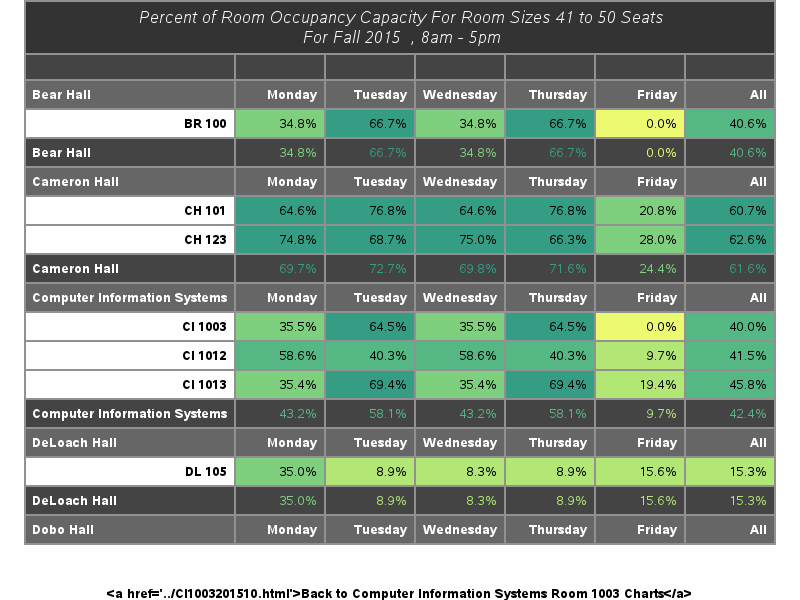 Percent of Room Occupancy Capacity For Room Sizes 41 to 50 Seats
For Fall 2015 , 8am - 5pm
Bear Hall Monday Tuesday Wednesday Thursday Friday All
BR 100 34.8% 66.7% 34.8% 66.7% 0.0% 40.6%
Bear Hall 34.8% 66.7% 34.8% 66.7% 0.0% 40.6%
Cameron Hall Monday Tuesday Wednesday Thursday Friday All
CH 101 64.6% 76.8% 64.6% 76.8% 20.8% 60.7%
CH 123 74.8% 68.7% 75.0% 66.3% 28.0% 62.6%
Cameron Hall 69.7% 72.7% 69.8% 71.6% 24.4% 61.6%
Computer Information Systems Monday Tuesday Wednesday Thursday Friday All
CI 1003 35.5% 64.5% 35.5% 64.5% 0.0% 40.0%
CI 1012 58.6% 40.3% 58.6% 40.3% 9.7% 41.5%
CI 1013 35.4% 69.4% 35.4% 69.4% 19.4% 45.8%
Computer Information Systems 43.2% 58.1% 43.2% 58.1% 9.7% 42.4%
DeLoach Hall Monday Tuesday Wednesday Thursday Friday All
DL 105 35.0% 8.9% 8.3% 8.9% 15.6% 15.3%
DeLoach Hall 35.0% 8.9% 8.3% 8.9% 15.6% 15.3%
Dobo Hall Monday Tuesday Wednesday Thursday Friday All
<a href='../CI1003201510.html'>Back to Computer Information Systems Room 1003 Charts</a>